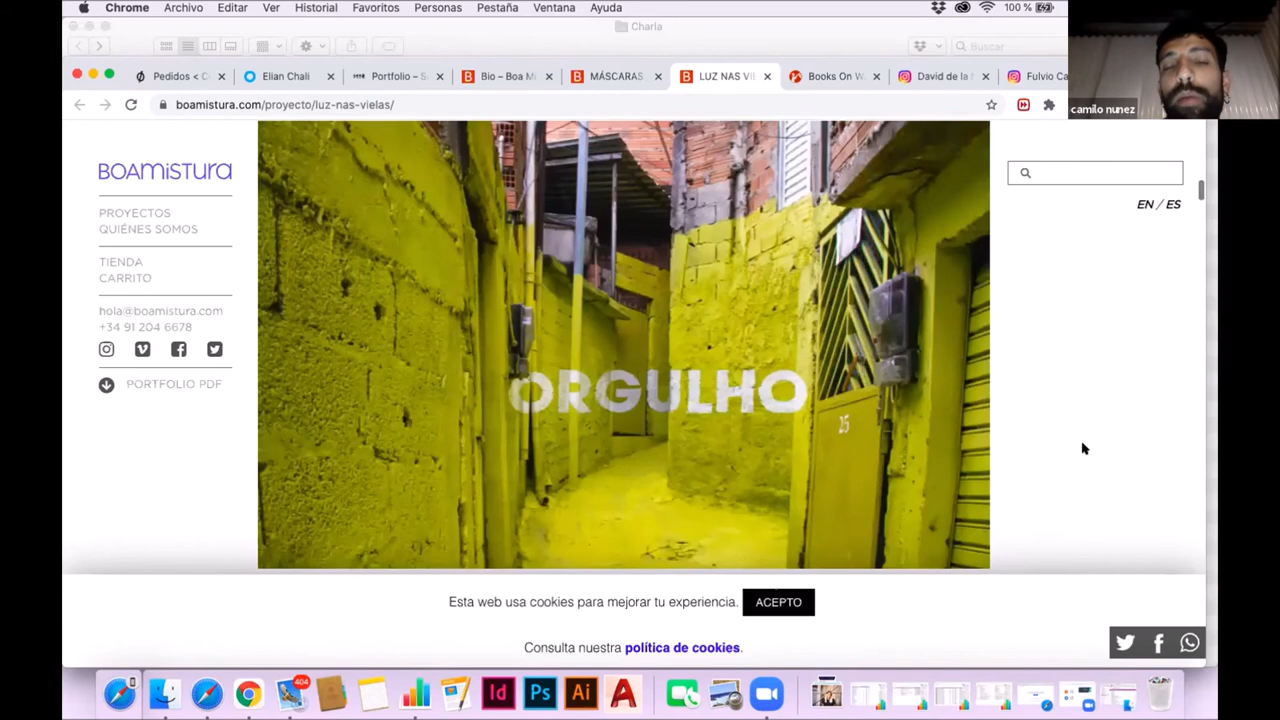 Chrome Archivo Editar Ver Historial Favoritos Personas Pestaña Ventana Ayuda 100 %
Charla
Buscar
Pedidos < C Elian Chali Portfolio – S Bio – Boa M MÁSCARAS LUZ NAS VI Books On W David de la Fulvio Ca
camilo nunez
boamistura.com/proyecto/luz-nas-vielas/
BOAMISTURA
EN / ES
PROYECTOS
QUIÉNES SOMOS
TIENDA
CARRITO
hola@boamistura.com
+34 91 204 6678
PORTFOLIO PDF
ORGULHO
25
Esta web usa cookies para mejorar tu experiencia. ACEPTO
Consulta nuestra política de cookies.
404
Id Ps Ai